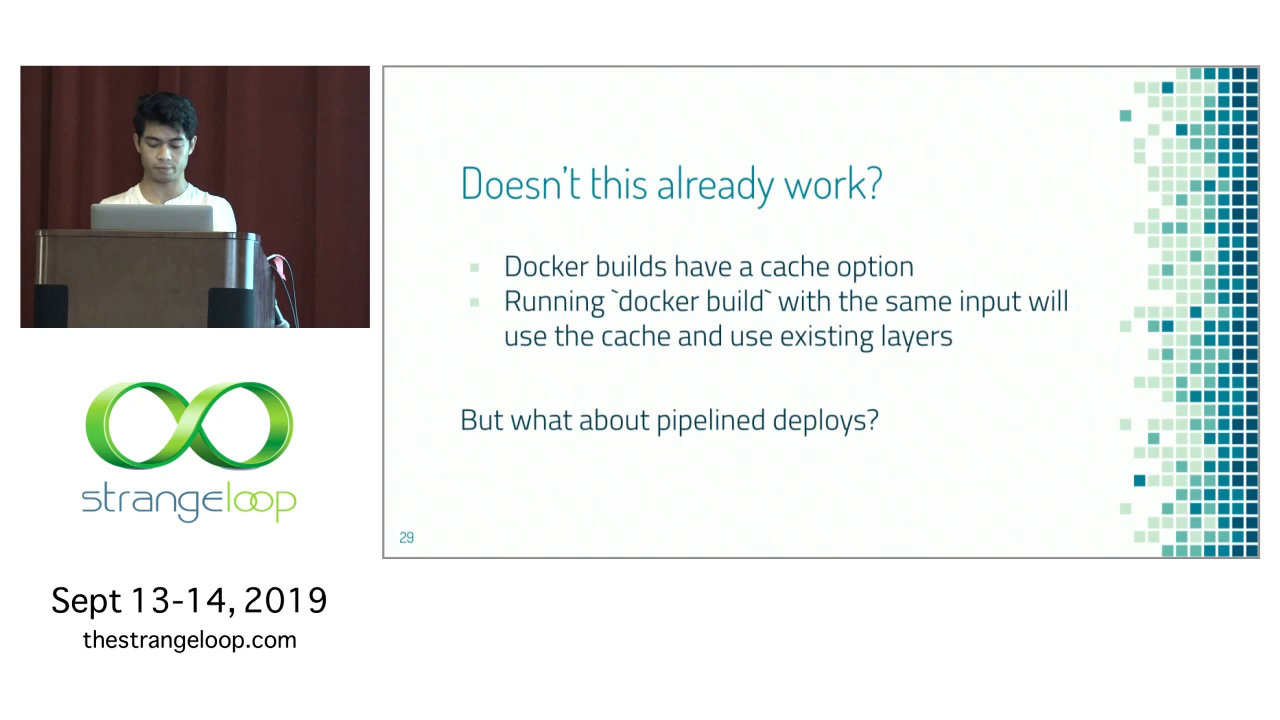 Doesn't this already work?
Docker builds have a cache option
Running `docker build` with the same input will
use the cache and use existing layers
But what about pipelined deploys?
29
strangeloop
Sept 13-14, 2019
thestrangeloop.com